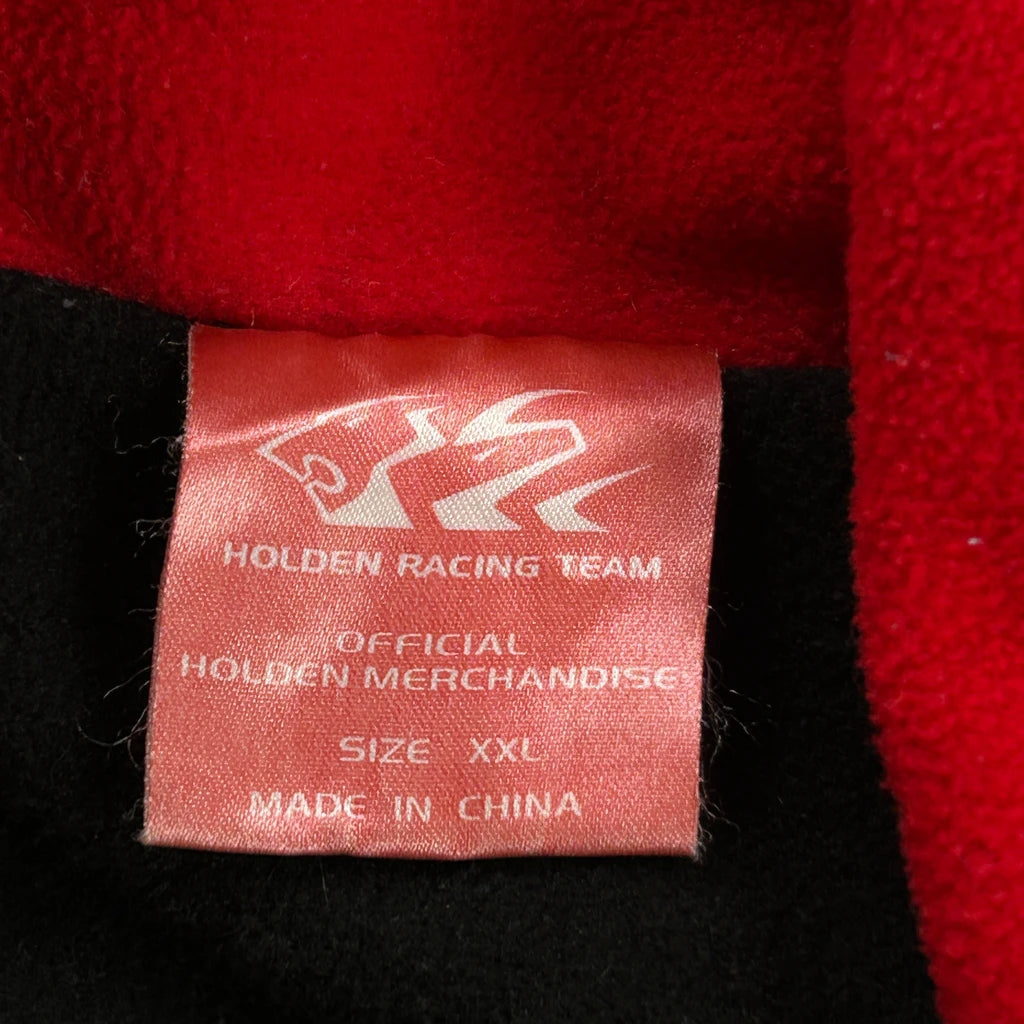 HOLDEN RACING TEAM
OFFICIAL
HOLDEN MERCHANDISE
SIZE XXL
MADE IN CHINA